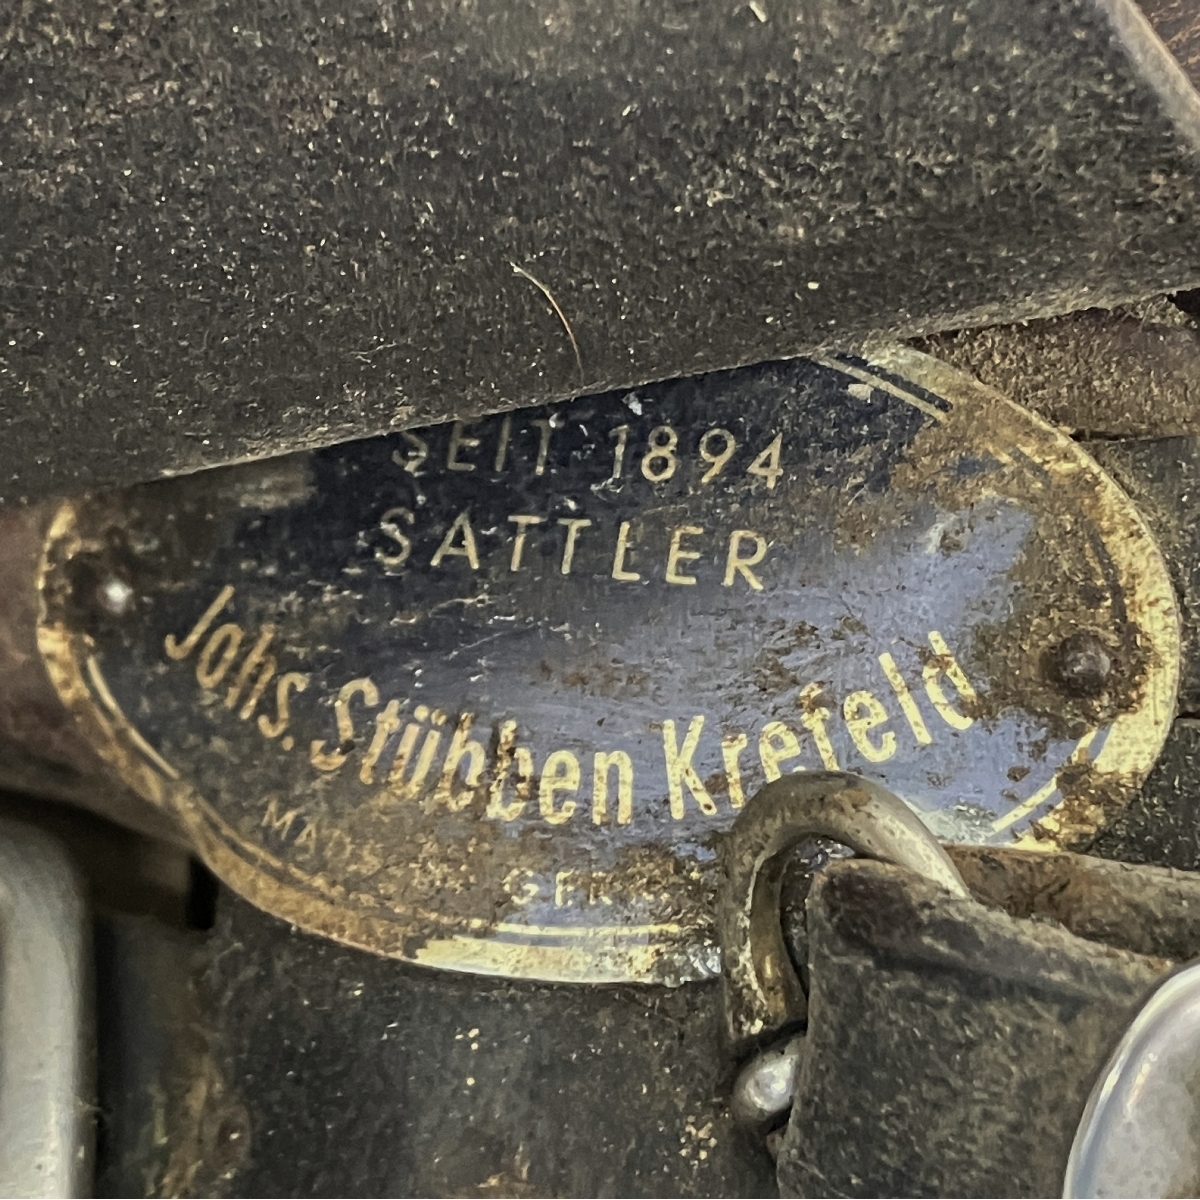 SEIT 1894
SATTLER
Johs. Stübben Krefeld